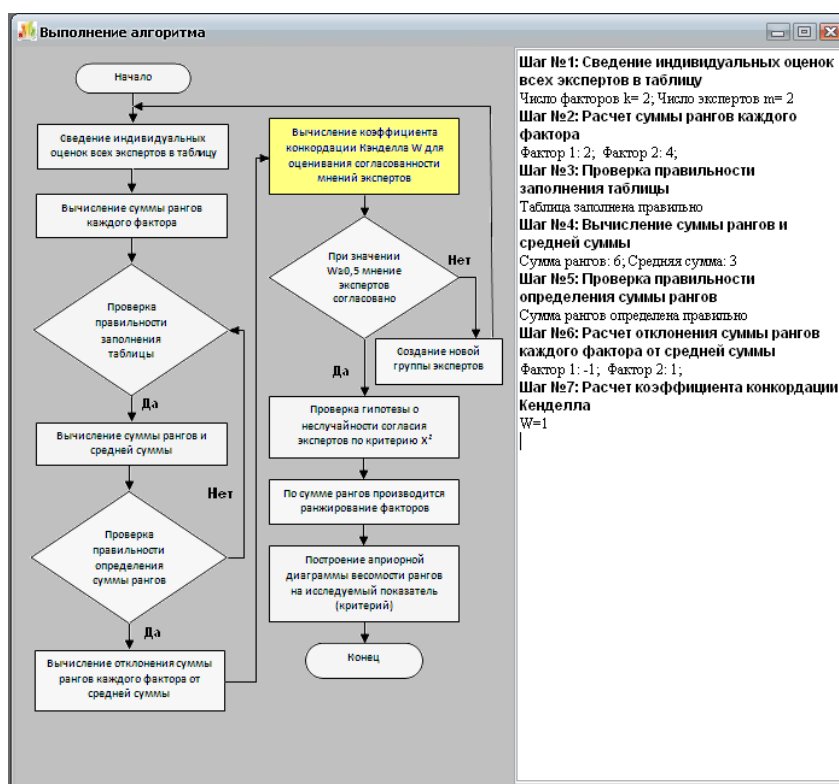 Выполнение алгоритма
Начало
Сведение индивидуальных
оценок всех экспертов в таблицу
Вычисление суммы рангов
каждого фактора
Проверка
правильности
заполнения
таблицы
Да
Вычисление суммы рангов и
средней суммы
Нет
Проверка
правильности
определения
суммы рангов
Да
Вычисление отклонения суммы
рангов каждого фактора от
средней суммы
Вычисление коэффициента
конкордации Кэнделла W для
оценивания согласованности
мнений экспертов
При значении
W≥0,5 мнение
экспертов
согласовано
Нет
Создание новой
группы экспертов
Да
Проверка гипотезы о
неслучайности согласия
экспертов по критерию X²
По сумме рангов производится
ранжирование факторов
Построение априорной
диаграммы весомости рангов
на исследуемый показатель
(критерий)
Конец
Шаг №1: Сведение индивидуальных оценок
всех экспертов в таблицу
Число факторов k= 2; Число экспертов m= 2
Шаг №2: Расчет суммы рангов каждого
фактора
Фактор 1: 2; Фактор 2: 4;
Шаг №3: Проверка правильности
заполнения таблицы
Таблица заполнена правильно
Шаг №4: Вычисление суммы рангов и
средней суммы
Сумма рангов: 6; Средняя сумма: 3
Шаг №5: Проверка правильности
определения суммы рангов
Сумма рангов определена правильно
Шаг №6: Расчет отклонения суммы рангов
каждого фактора от средней суммы
Фактор 1: -1; Фактор 2: 1;
Шаг №7: Расчет коэффициента конкордации
Кенделла
W=1